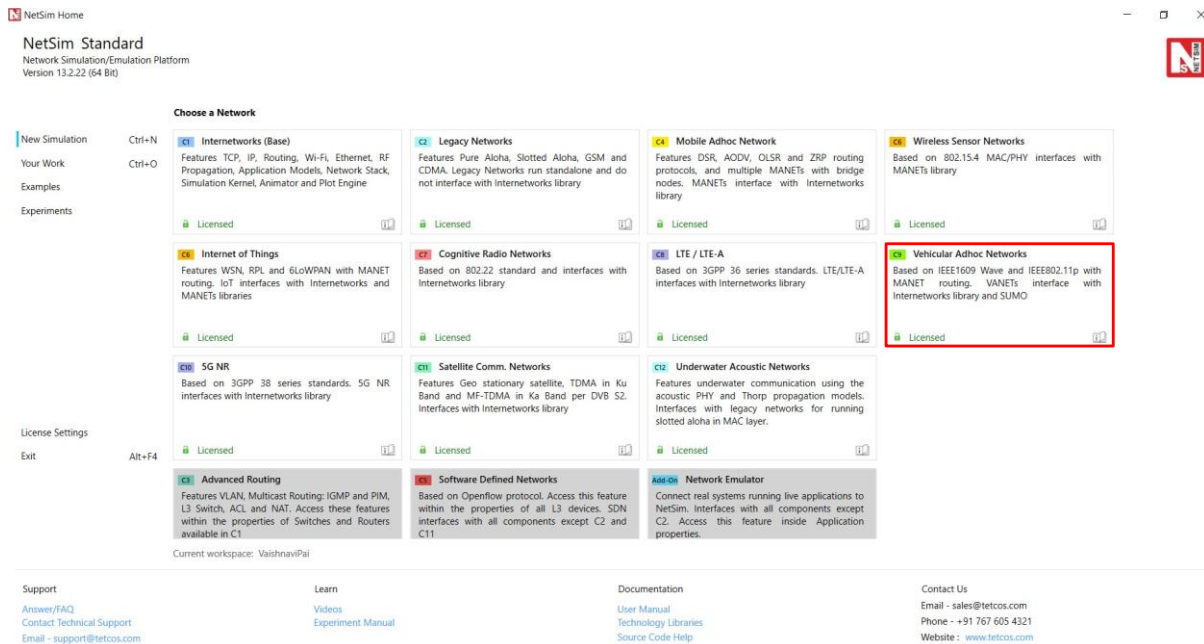 NetSim Home
NetSim Standard
Network Simulation/Emulation Platform
Version 13.2.22 (64 Bit)
NETSIM
Choose a Network
New Simulation Ctrl+N
Your Work Ctrl+O
Examples
Experiments
License Settings
Exit Alt+F4
C1 Internetworks (Base)
Features TCP, IP, Routing, Wi-Fi, Ethernet, RF
Propagation, Application Models, Network Stack,
Simulation Kernel, Animator and Plot Engine
Licensed
C2 Legacy Networks
Features Pure Aloha, Slotted Aloha, GSM and
CDMA. Legacy Networks run standalone and do
not interface with Internetworks library
Licensed
C4 Mobile Adhoc Network
Features DSR, AODV, OLSR and ZRP routing
protocols, and multiple MANETs with bridge
nodes. MANETs interface with Internetworks
library
Licensed
C6 Wireless Sensor Networks
Based on 802.15.4 MAC/PHY interfaces with
MANETs library
Licensed
C6 Internet of Things
Features WSN, RPL and 6LoWPAN with MANET
routing. IoT interfaces with Internetworks and
MANETs libraries
Licensed
C7 Cognitive Radio Networks
Based on 802.22 standard and interfaces with
Internetworks library
Licensed
C8 LTE / LTE-A
Based on 3GPP 36 series standards. LTE/LTE-A
interfaces with Internetworks library
Licensed
C9 Vehicular Adhoc Networks
Based on IEEE1609 Wave and IEEE802.11p with
MANET routing. VANETs interface with
Internetworks library and SUMO
Licensed
C10 5G NR
Based on 3GPP 38 series standards. 5G NR
interfaces with Internetworks library
Licensed
C11 Satellite Comm. Networks
Features Geo stationary satellite, TDMA in Ku
Band and MF-TDMA in Ka Band per DVB S2.
Interfaces with Internetworks library
Licensed
C12 Underwater Acoustic Networks
Features underwater communication using the
acoustic PHY and Thorp propagation models.
Interfaces with legacy networks for running
slotted aloha in MAC layer.
Licensed
C3 Advanced Routing
Features VLAN, Multicast Routing: IGMP and PIM,
L3 Switch, ACL and NAT. Access these features
within the properties of Switches and Routers
available in C1
C5 Software Defined Networks
Based on Openflow protocol. Access this feature
within the properties of all L3 devices. SDN
interfaces with all components except C2 and
C11
Add-On Network Emulator
Connect real systems running live applications to
NetSim. Interfaces with all components except
C2. Access this feature inside Application
properties.
Current workspace: VaishnaviPai
Support
Answer/FAQ
Contact Technical Support
Email - support@tetcos.com
Learn
Videos
Experiment Manual
Documentation
User Manual
Technology Libraries
Source Code Help
Contact Us
Email - sales@tetcos.com
Phone - +91 767 605 4321
Website : www.tetcos.com